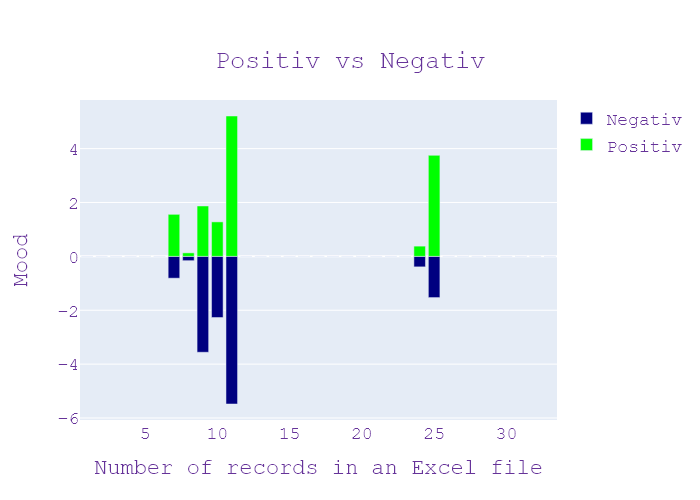 Positiv vs Negativ
Negativ
Positiv
4
2
0
−2
−4
−6
Mood
5 10 15 20 25 30
Number of records in an Excel file